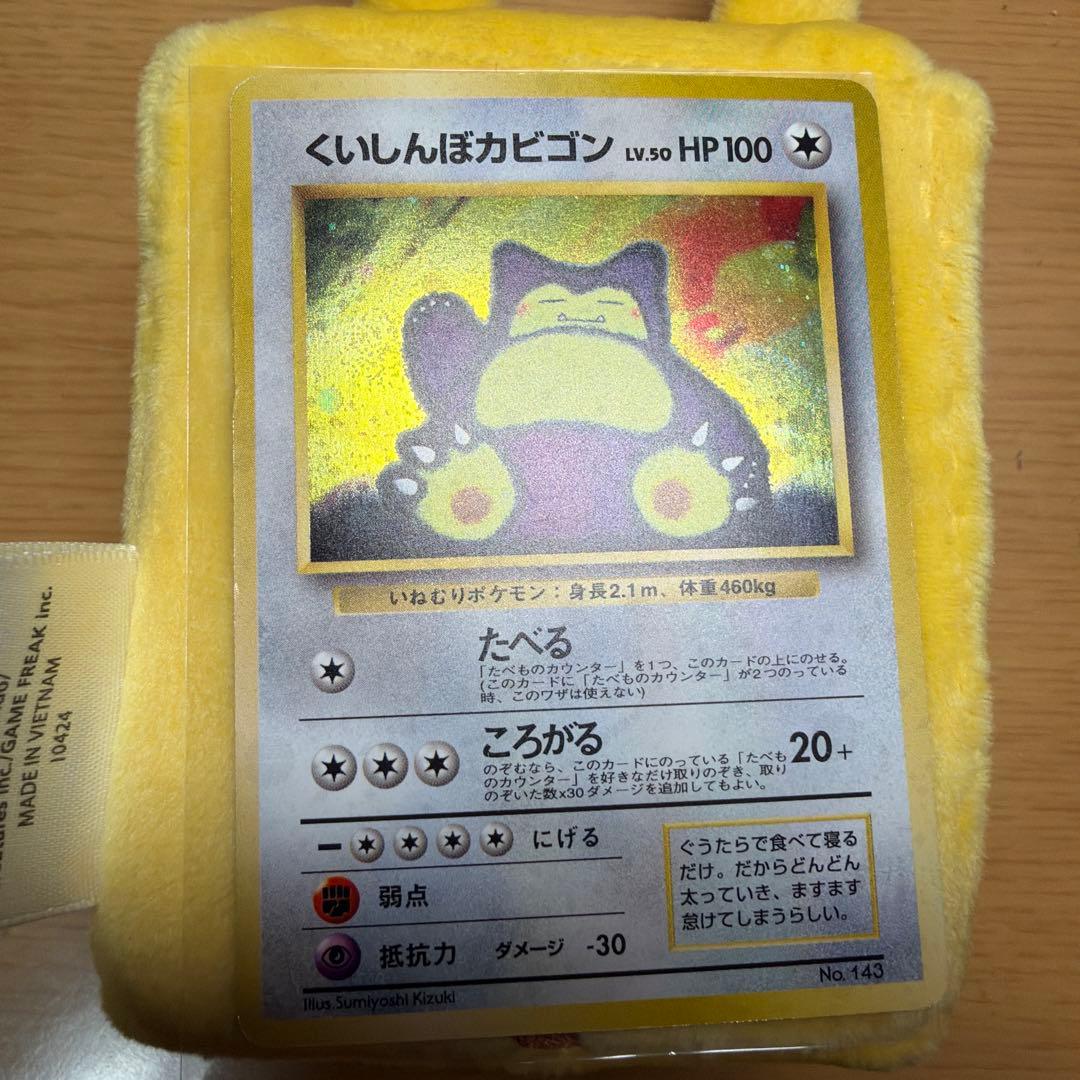 くいしんぼカビゴン LV.50 HP100
いねむりポケモン：身長2.1m、体重460kg
たべる
「たべものカウンター」を1つ、このカードの上にのせる。
(このカードに「たべものカウンター」が2つのっている
時、このワザは使えない)
ころがる 20+
のぞむなら、このカードにのっている「たべも
のカウンター」を好きなだけ取りのぞき、取り
のぞいた数x30ダメージを追加してもよい。
にげる
弱点
抵抗力 ダメージ -30
ぐうたらで食べて寝る
だけ。だからどんどん
太っていき、ますます
怠けてしまうらしい。
No. 143
Illus. Sumiyoshi Kizuki
Inc./GAME FREAK inc.
MADE IN VIETNAM
10424